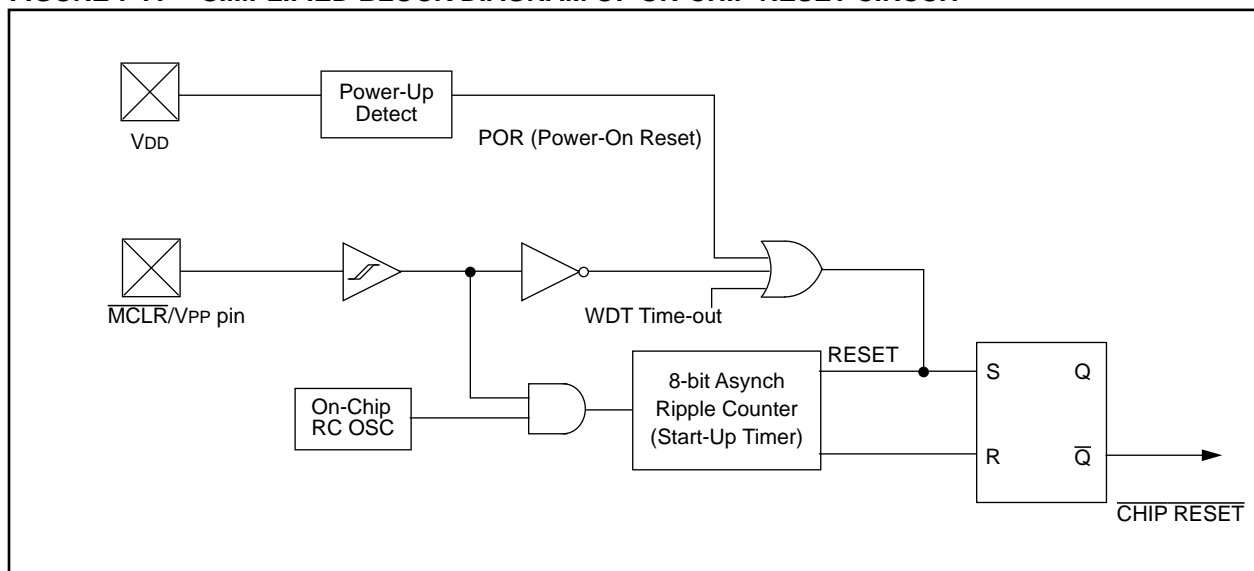 Power-Up
Detect
VDD
POR (Power-On Reset)
MCLR/VPP pin
WDT Time-out
RESET
On-Chip
RC OSC
8-bit Asynch
Ripple Counter
(Start-Up Timer)
S Q
R Q
CHIP RESET